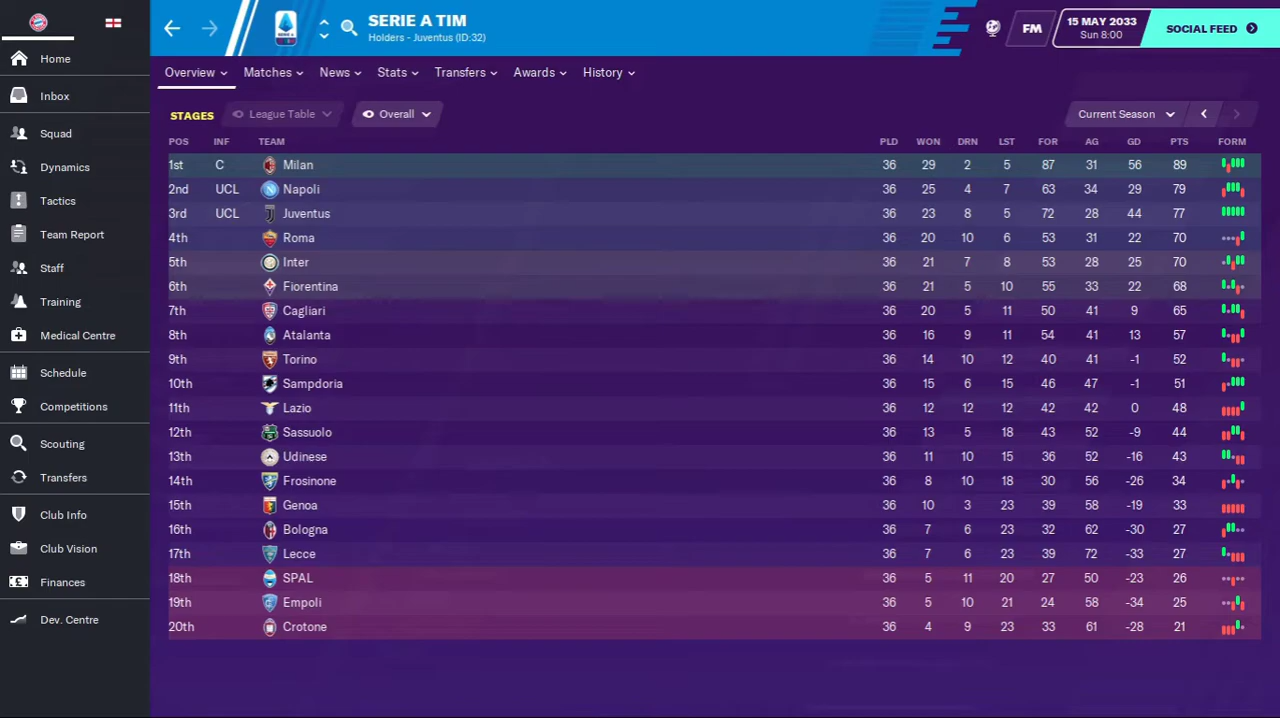 SERIE A TIM
Holders - Juventus (ID:32)
FM
15 MAY 2033
Sun 8:00
SOCIAL FEED
Home
Inbox
Squad
Dynamics
Tactics
Team Report
Staff
Training
Medical Centre
Schedule
Competitions
Scouting
Transfers
Club Info
Club Vision
Finances
Dev. Centre
Overview Matches News Stats Transfers Awards History
STAGES League Table Overall Current Season
POS INF TEAM PLD WON DRN LST FOR AG GD PTS FORM
1st C Milan 36 29 2 5 87 31 56 89
2nd UCL Napoli 36 25 4 7 63 34 29 79
3rd UCL Juventus 36 23 8 5 72 28 44 77
4th Roma 36 20 10 6 53 31 22 70
5th Inter 36 21 7 8 53 28 25 70
6th Fiorentina 36 21 5 10 55 33 22 68
7th Cagliari 36 20 5 11 50 41 9 65
8th Atalanta 36 16 9 11 54 41 13 57
9th Torino 36 14 10 12 40 41 -1 52
10th Sampdoria 36 15 6 15 46 47 -1 51
11th Lazio 36 12 12 12 42 42 0 48
12th Sassuolo 36 13 5 18 43 52 -9 44
13th Udinese 36 11 10 15 36 52 -16 43
14th Frosinone 36 8 10 18 30 56 -26 34
15th Genoa 36 10 3 23 39 58 -19 33
16th Bologna 36 7 6 23 32 62 -30 27
17th Lecce 36 7 6 23 39 72 -33 27
18th SPAL 36 5 11 20 27 50 -23 26
19th Empoli 36 5 10 21 24 58 -34 25
20th Crotone 36 4 9 23 33 61 -28 21